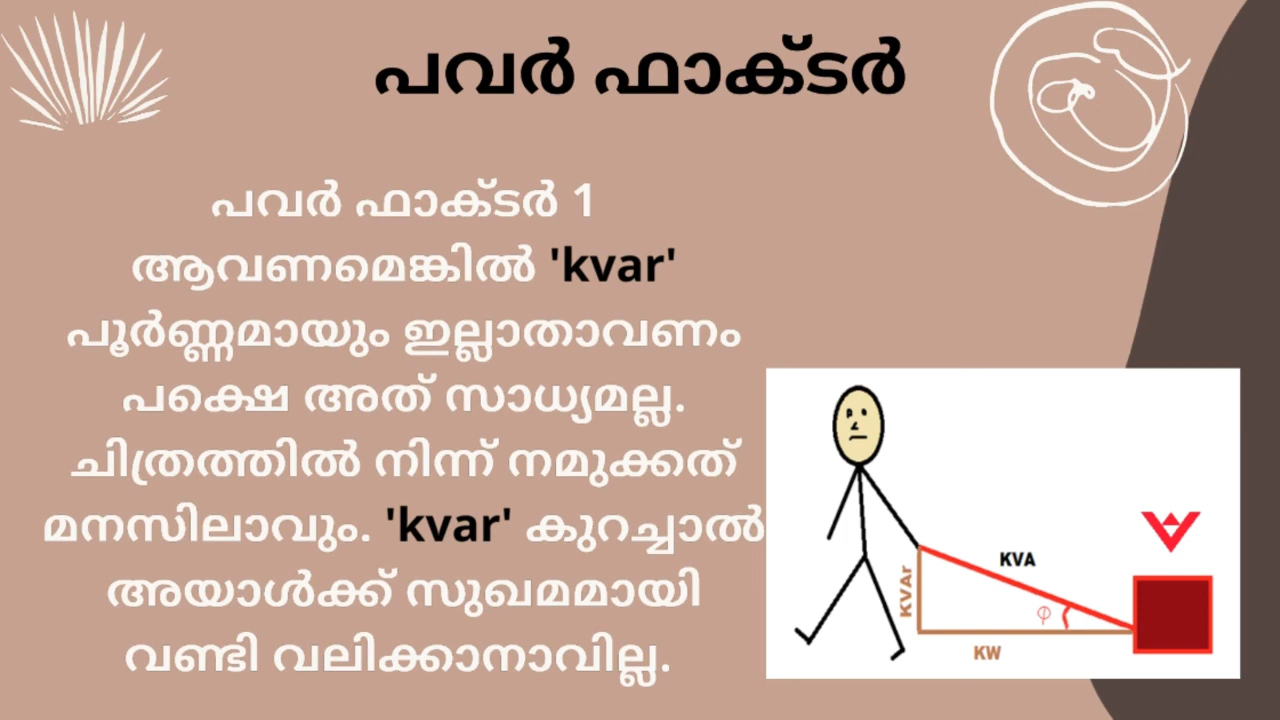 പവർ ഫാക്ടർ
പവർ ഫാക്ടർ 1
ആവണമെങ്കിൽ 'kvar'
പൂർണ്ണമായും ഇല്ലാതാവണം
പക്ഷെ അത് സാധ്യമല്ല.
ചിത്രത്തിൽ നിന്ന് നമുക്കത്
മനസിലാവും. 'kvar' കുറച്ചാൽ
അയാൾക്ക് സുഖമമായി
വണ്ടി വലിക്കാനാവില്ല.
KVA
KVAr
φ
KW